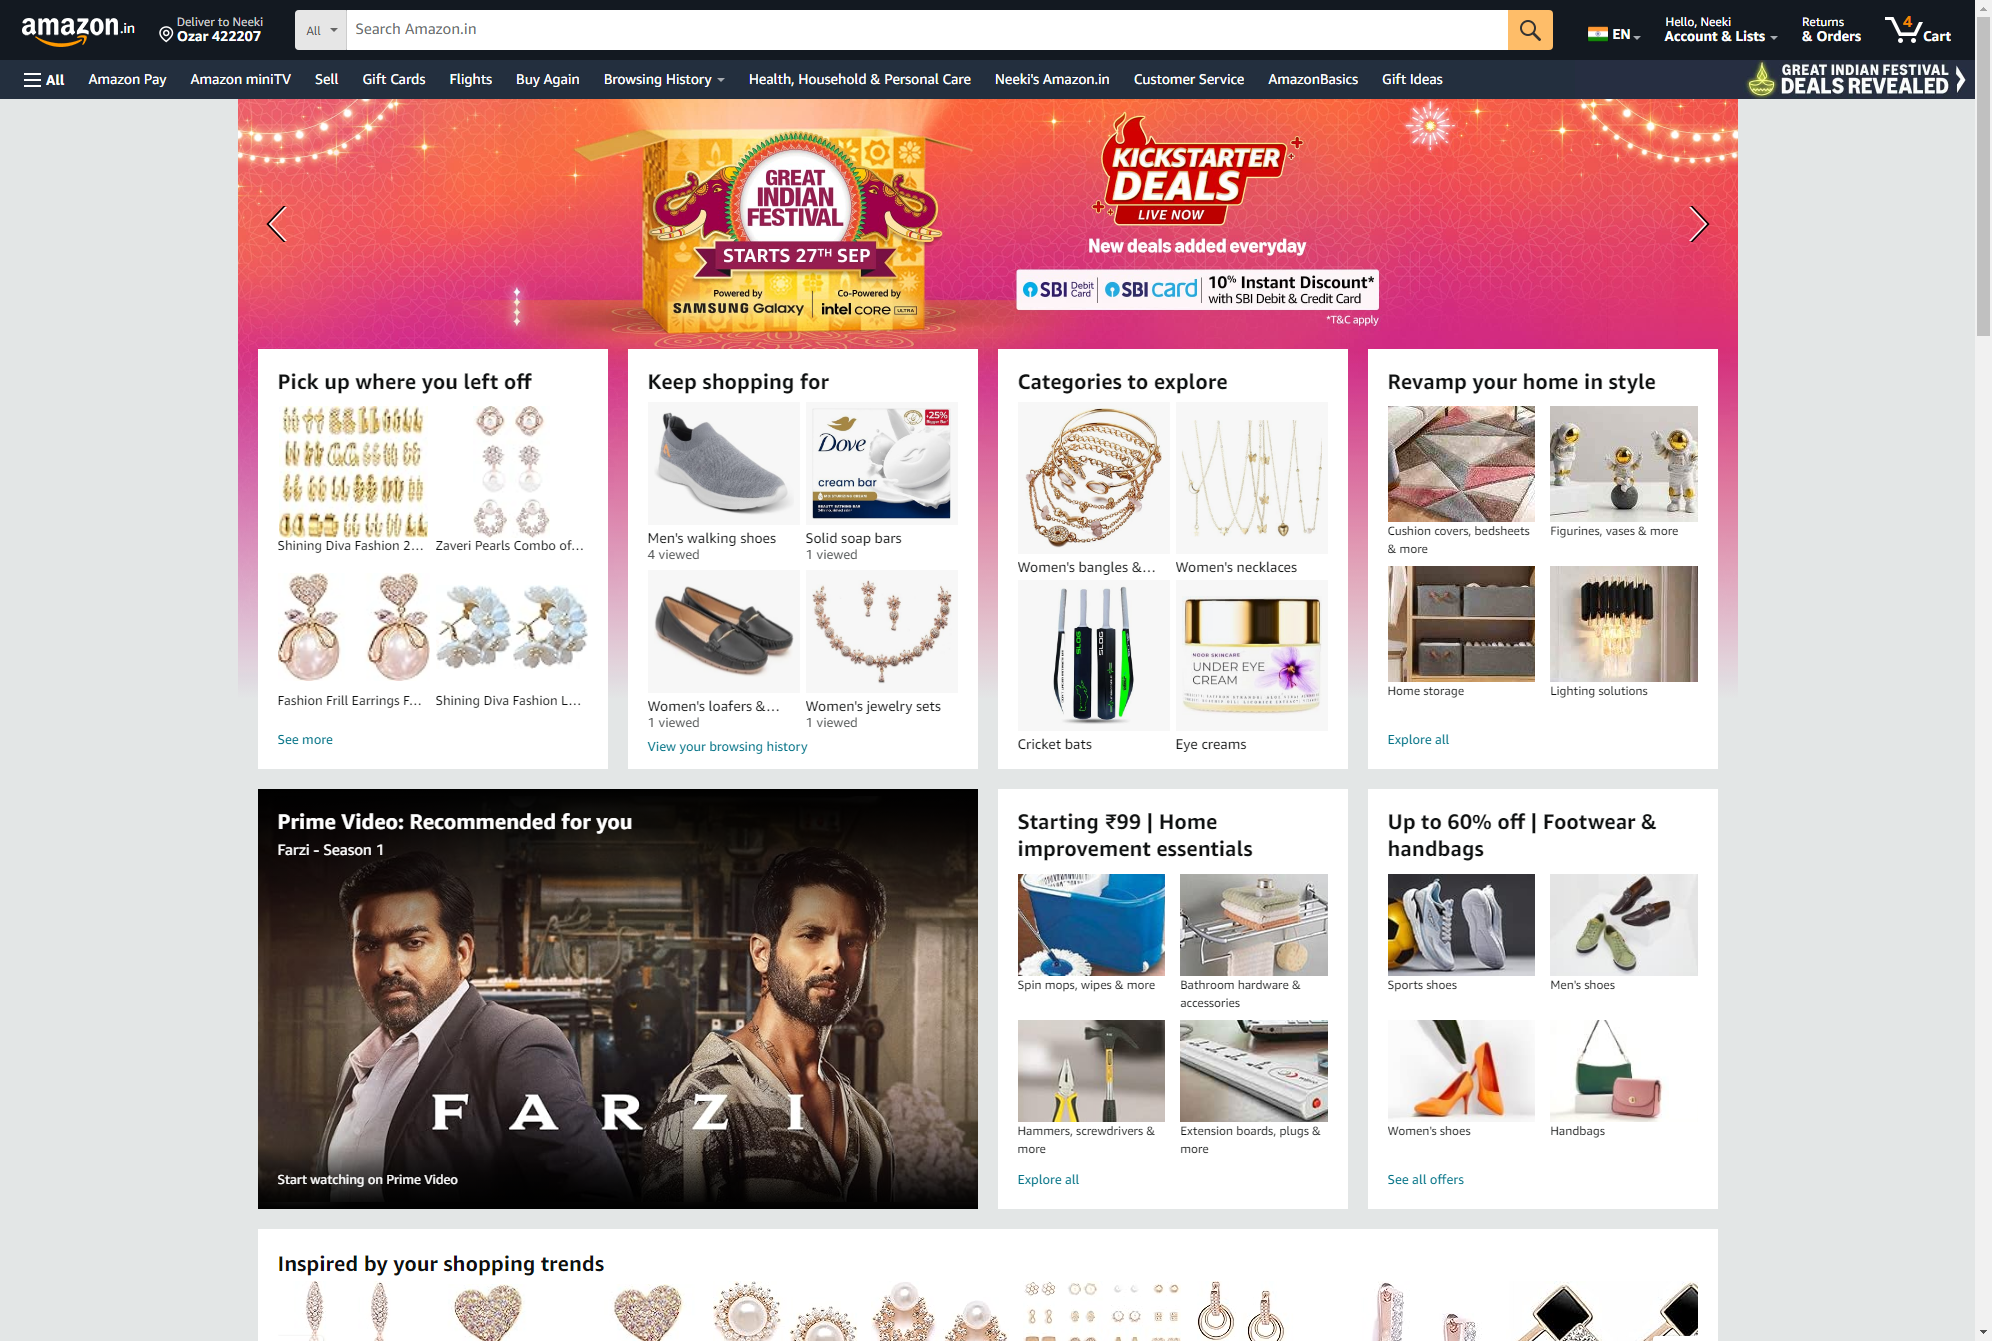 amazon.in
Deliver to Neeki
Ozar 422207
All
Search Amazon.in
EN
Hello, Neeki
Account & Lists
Returns
& Orders
4
Cart
All
Amazon Pay
Amazon miniTV
Sell
Gift Cards
Flights
Buy Again
Browsing History
Health, Household & Personal Care
Neeki's Amazon.in
Customer Service
AmazonBasics
Gift Ideas
GREAT INDIAN FESTIVAL
DEALS REVEALED
GREAT
INDIAN
FESTIVAL
STARTS 27TH SEP
Powered by
SAMSUNG Galaxy
Co-Powered by
intel CORE ULTRA
KICKSTARTER
DEALS
LIVE NOW
New deals added everyday
SBI Debit Card
SBI card
10% Instant Discount*
with SBI Debit & Credit Card
*T&C apply
Pick up where you left off
Shining Diva Fashion 2...
Zaveri Pearls Combo of...
Fashion Frill Earrings F...
Shining Diva Fashion L...
See more
Keep shopping for
Dove
cream bar
+25%
Men's walking shoes
4 viewed
Solid soap bars
1 viewed
Women's loafers &...
1 viewed
Women's jewelry sets
1 viewed
View your browsing history
Categories to explore
Women's bangles &...
Women's necklaces
SLOG
SLOG
NOOR SKINCARE
UNDER EYE
CREAM
Cricket bats
Eye creams
Revamp your home in style
Cushion covers, bedsheets
& more
Figurines, vases & more
Home storage
Lighting solutions
Explore all
Prime Video: Recommended for you
Farzi - Season 1
FARZI
Start watching on Prime Video
Starting ₹99 | Home
improvement essentials
Spin mops, wipes & more
Bathroom hardware &
accessories
Hammers, screwdrivers &
more
Extension boards, plugs &
more
Explore all
Up to 60% off | Footwear &
handbags
Sports shoes
Men's shoes
Women's shoes
Handbags
See all offers
Inspired by your shopping trends